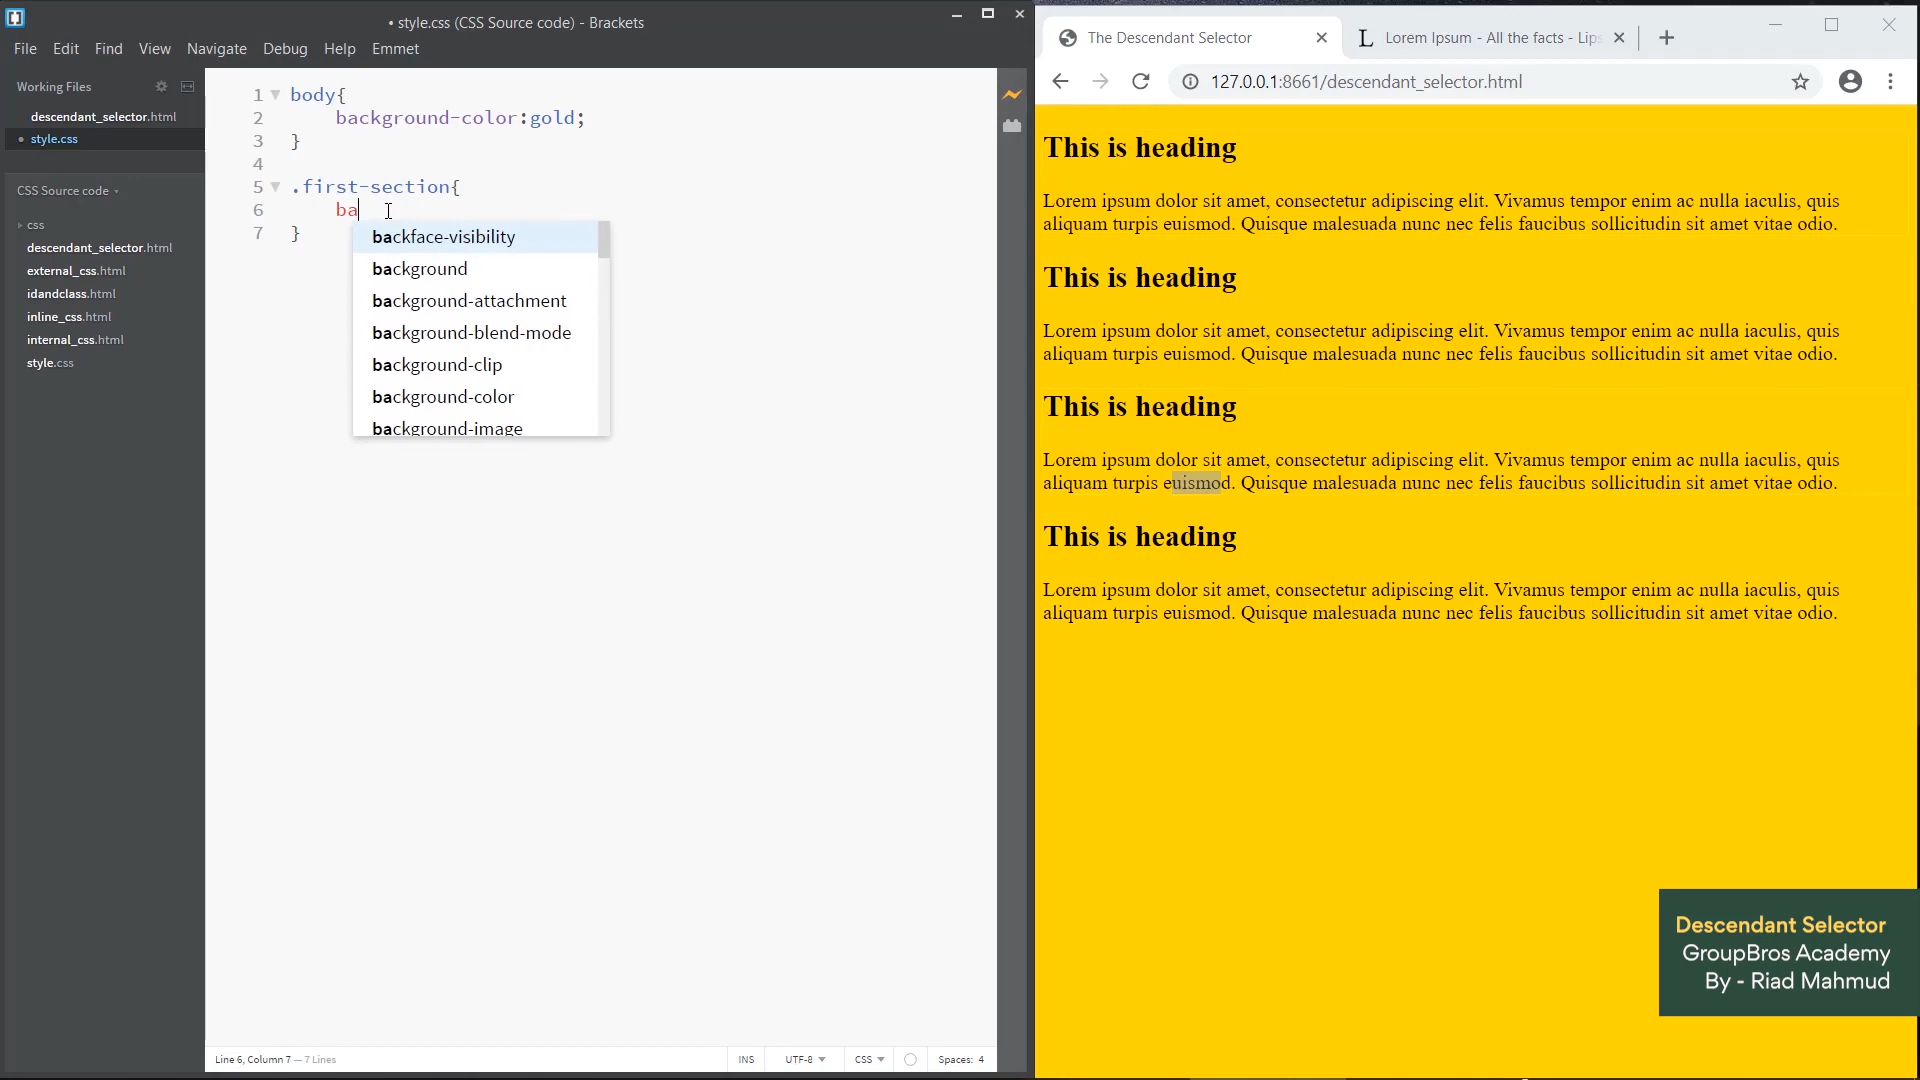 • style.css (CSS Source code) - Brackets
File Edit Find View Navigate Debug Help Emmet
Working Files
descendant_selector.html
• style.css
CSS Source code
css
descendant_selector.html
external_css.html
idandclass.html
inline_css.html
internal_css.html
style.css
1 body{
2 background-color:gold;
3 }
4
5 .first-section{
6 ba
7 }
backface-visibility
background
background-attachment
background-blend-mode
background-clip
background-color
background-image
Line 6, Column 7 — 7 Lines
INS UTF-8 CSS Spaces: 4
The Descendant Selector
L Lorem Ipsum - All the facts - Lips
127.0.0.1:8661/descendant_selector.html
This is heading
Lorem ipsum dolor sit amet, consectetur adipiscing elit. Vivamus tempor enim ac nulla iaculis, quis
aliquam turpis euismod. Quisque malesuada nunc nec felis faucibus sollicitudin sit amet vitae odio.
This is heading
Lorem ipsum dolor sit amet, consectetur adipiscing elit. Vivamus tempor enim ac nulla iaculis, quis
aliquam turpis euismod. Quisque malesuada nunc nec felis faucibus sollicitudin sit amet vitae odio.
This is heading
Lorem ipsum dolor sit amet, consectetur adipiscing elit. Vivamus tempor enim ac nulla iaculis, quis
aliquam turpis euismod. Quisque malesuada nunc nec felis faucibus sollicitudin sit amet vitae odio.
This is heading
Lorem ipsum dolor sit amet, consectetur adipiscing elit. Vivamus tempor enim ac nulla iaculis, quis
aliquam turpis euismod. Quisque malesuada nunc nec felis faucibus sollicitudin sit amet vitae odio.
Descendant Selector
GroupBros Academy
By - Riad Mahmud